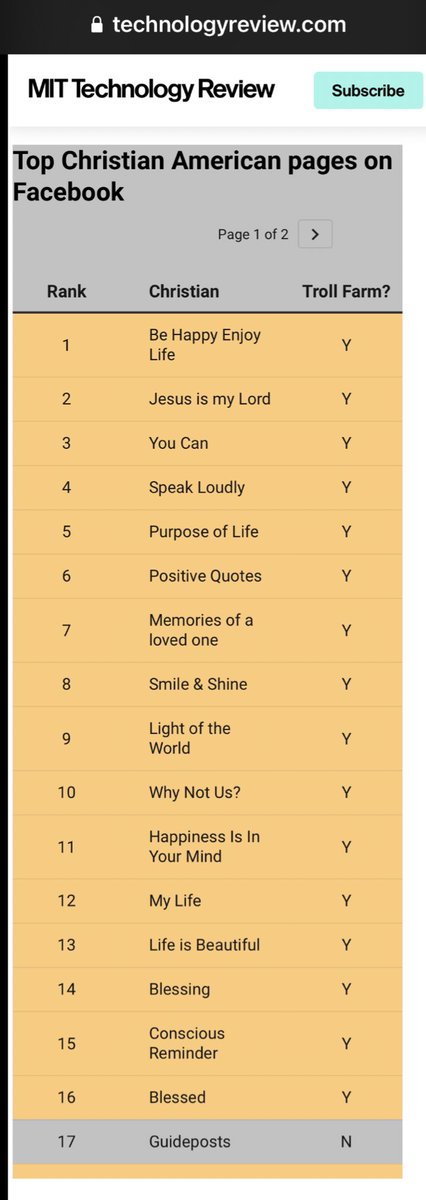 technologyreview.com
MIT Technology Review
Subscribe
Top Christian American pages on
Facebook
Page 1 of 2 >
Rank Christian Troll Farm?
1 Be Happy Enjoy
Life Y
2 Jesus is my Lord Y
3 You Can Y
4 Speak Loudly Y
5 Purpose of Life Y
6 Positive Quotes Y
7 Memories of a
loved one Y
8 Smile & Shine Y
9 Light of the
World Y
10 Why Not Us? Y
11 Happiness Is In
Your Mind Y
12 My Life Y
13 Life is Beautiful Y
14 Blessing Y
15 Conscious
Reminder Y
16 Blessed Y
17 Guideposts N